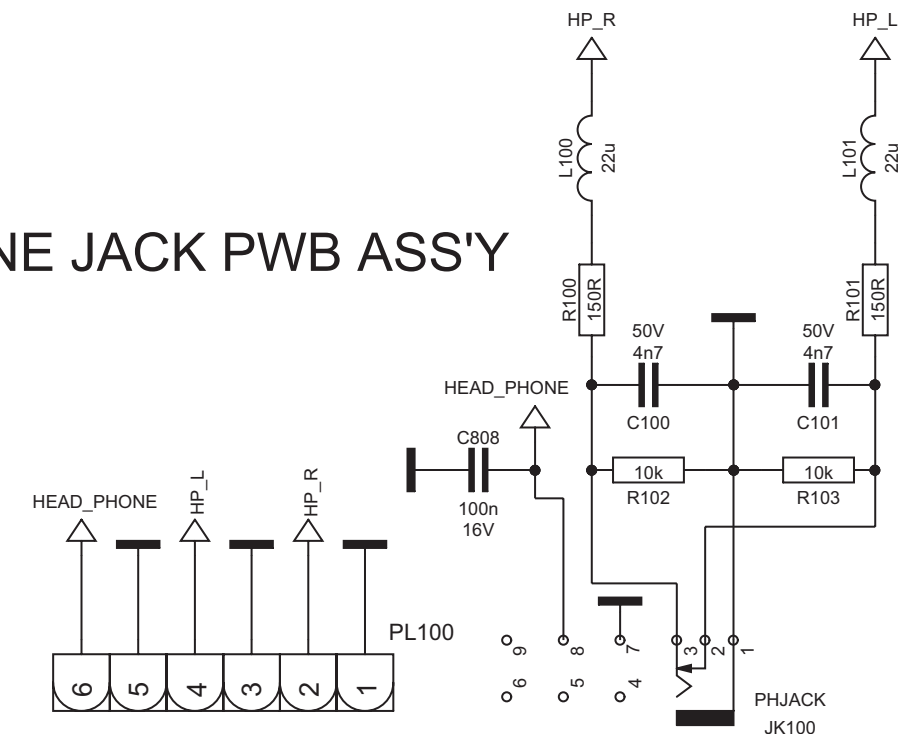 HP_R
HP_L
L100
22u
L101
22u
NE JACK PWB ASS'Y
R100
150R
R101
150R
50V
4n7
C100
50V
4n7
C101
HEAD_PHONE
C808
100n
16V
10k
R102
10k
R103
HEAD_PHONE
HP_L
HP_R
PL100
6
5
4
3
2
1
9
8
7
3
2
1
6
5
4
PHJACK
JK100